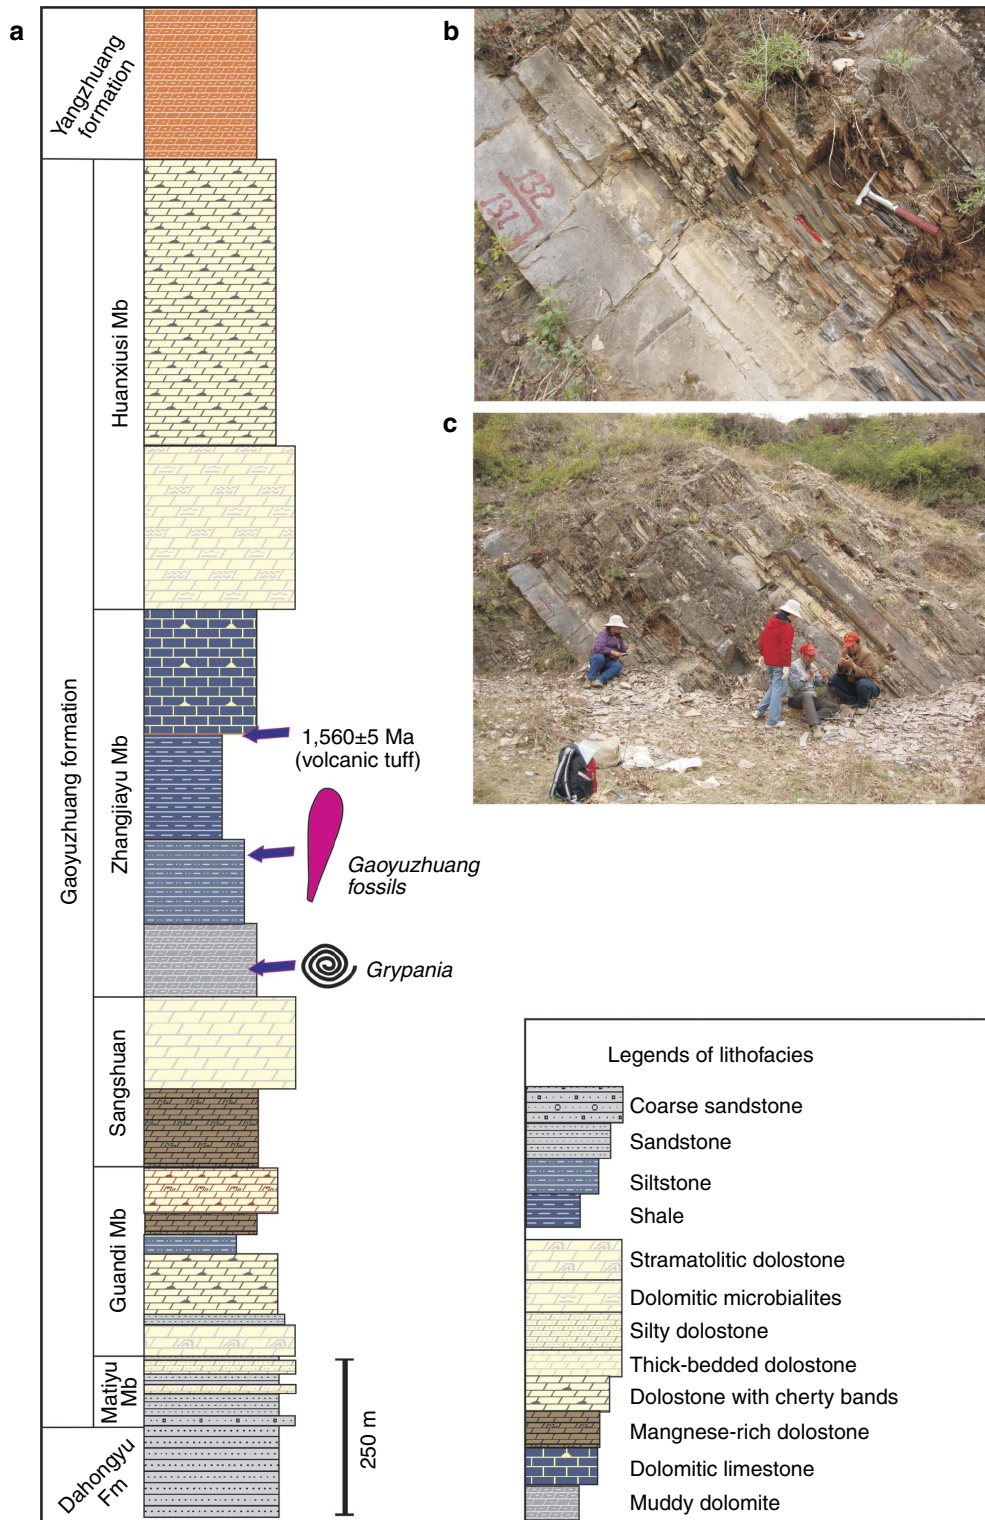 a
Yangzhuang
formation
Gaoyuzhuang formation
Huanxiusi Mb
Zhangjiayu Mb
Sangshuan
Guandi Mb
Matiyu
Mb
Dahongyu
Fm
1,560±5 Ma
(volcanic tuff)
Gaoyuzhuang
fossils
Grypania
250 m
b
132
131
c
Legends of lithofacies
Coarse sandstone
Sandstone
Siltstone
Shale
Stramatolitic dolostone
Dolomitic microbialites
Silty dolostone
Thick-bedded dolostone
Dolostone with cherty bands
Mangnese-rich dolostone
Dolomitic limestone
Muddy dolomite